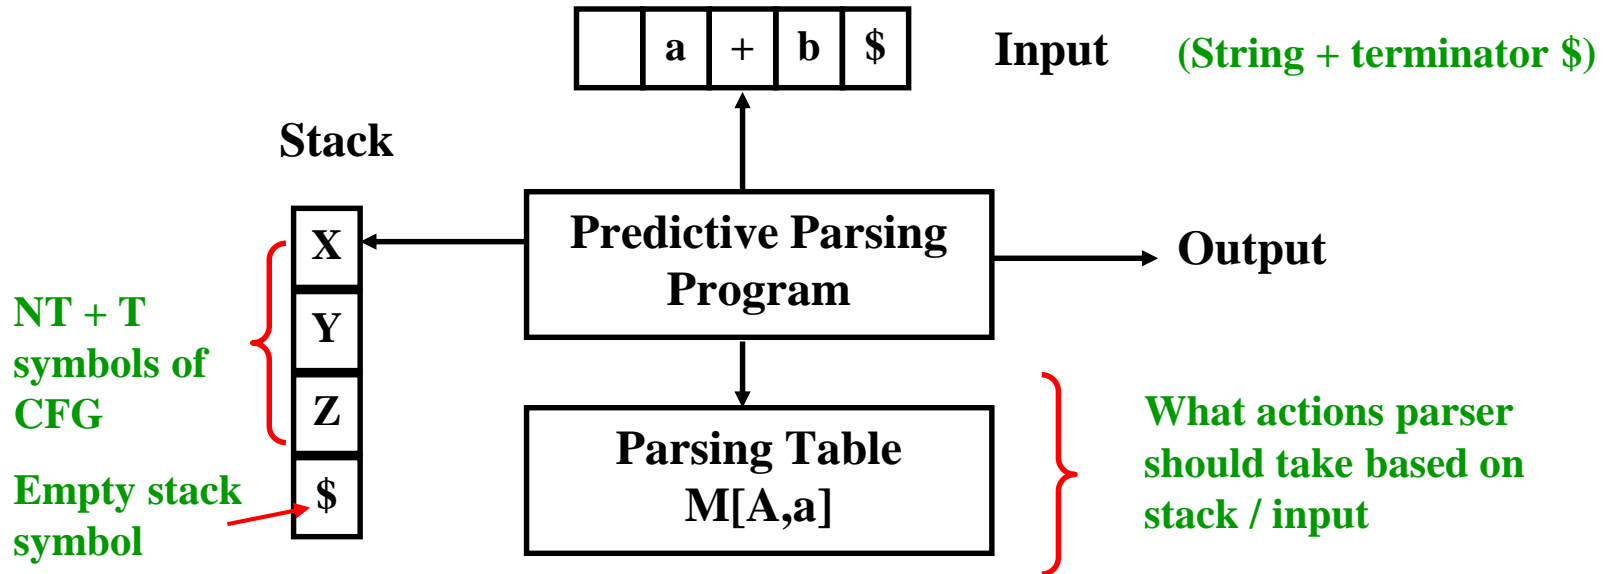 a + b $
Input
(String + terminator $)
Stack
X
Y
Z
$
NT + T
symbols of
CFG
Empty stack
symbol
Predictive Parsing
Program
Output
Parsing Table
M[A,a]
What actions parser
should take based on
stack / input